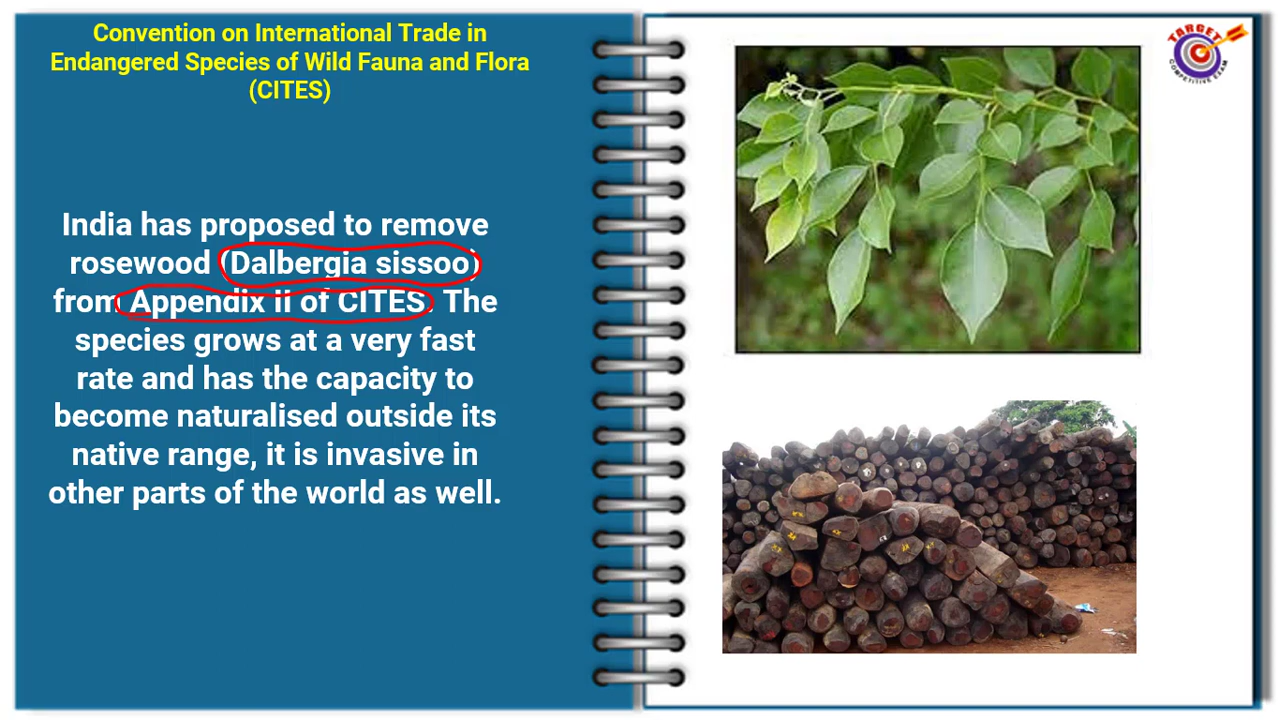 Convention on International Trade in
Endangered Species of Wild Fauna and Flora
(CITES)
India has proposed to remove
rosewood (Dalbergia sissoo)
from Appendix II of CITES. The
species grows at a very fast
rate and has the capacity to
become naturalised outside its
native range, it is invasive in
other parts of the world as well.
TARGET
COMPETITIVE EXAM